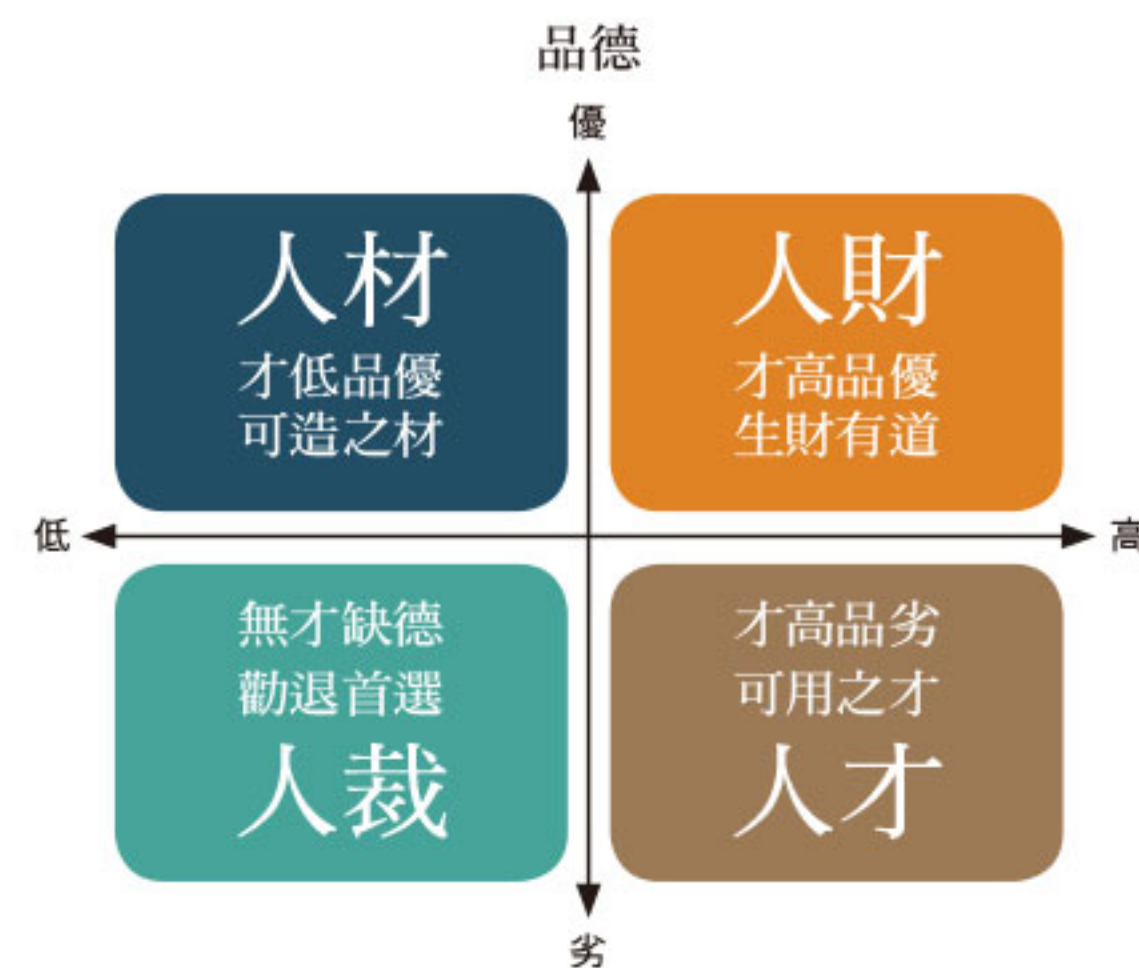 品德
優
人材
才低品優
可造之材
人財
才高品優
生財有道
低
高
無才缺德
勸退首選
人裁
才高品劣
可用之才
人才
劣